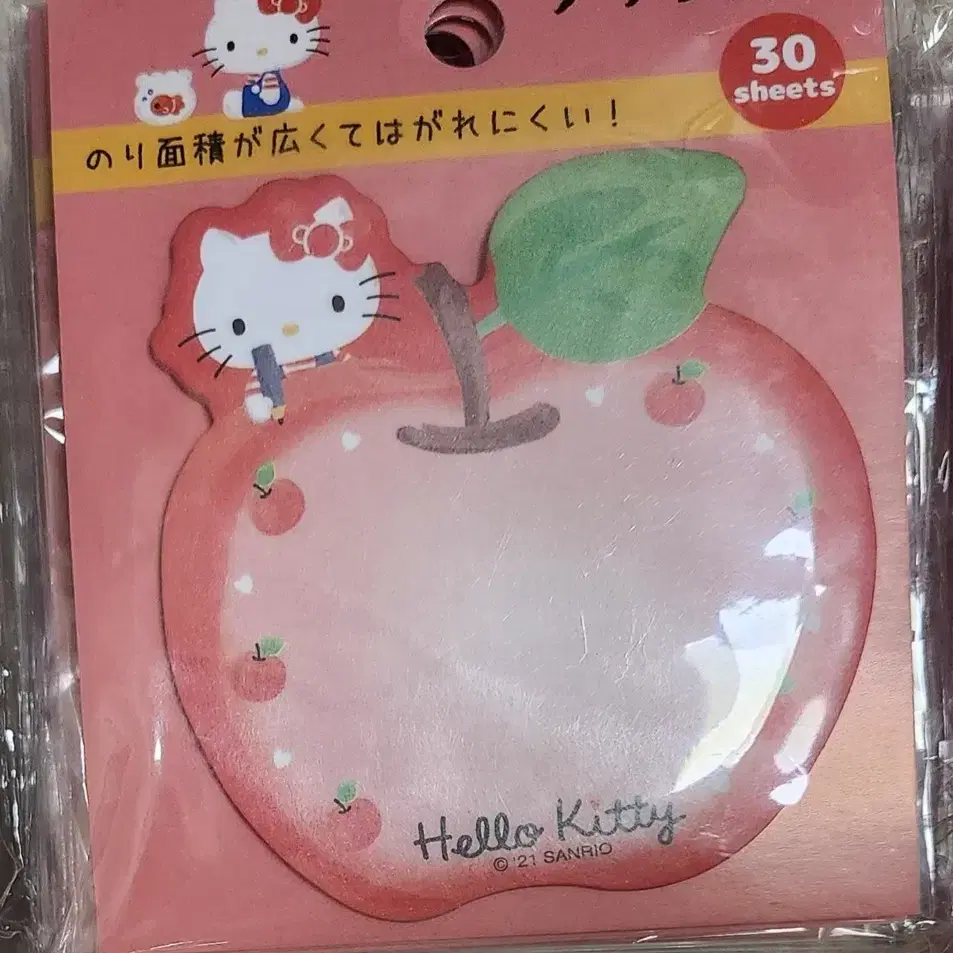 30
sheets
のり面積が広くてはがれにくい！
Hello Kitty
© '21 SANRIO